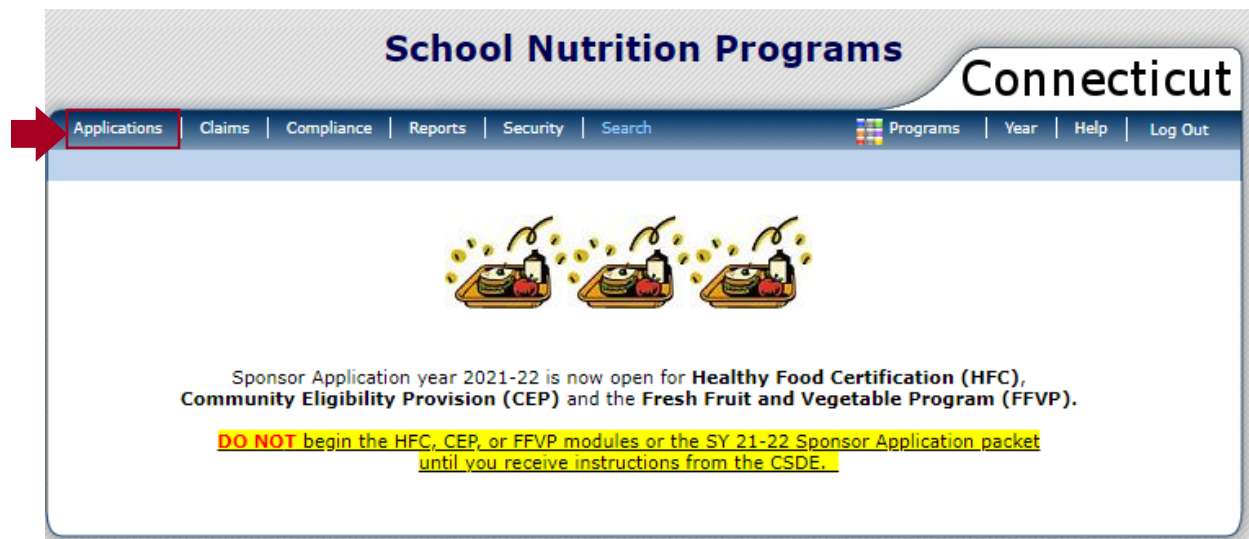 School Nutrition Programs
Connecticut
Applications | Claims | Compliance | Reports | Security | Search Programs | Year | Help | Log Out
Sponsor Application year 2021-22 is now open for Healthy Food Certification (HFC),
Community Eligibility Provision (CEP) and the Fresh Fruit and Vegetable Program (FFVP).
DO NOT begin the HFC, CEP, or FFVP modules or the SY 21-22 Sponsor Application packet
until you receive instructions from the CSDE.